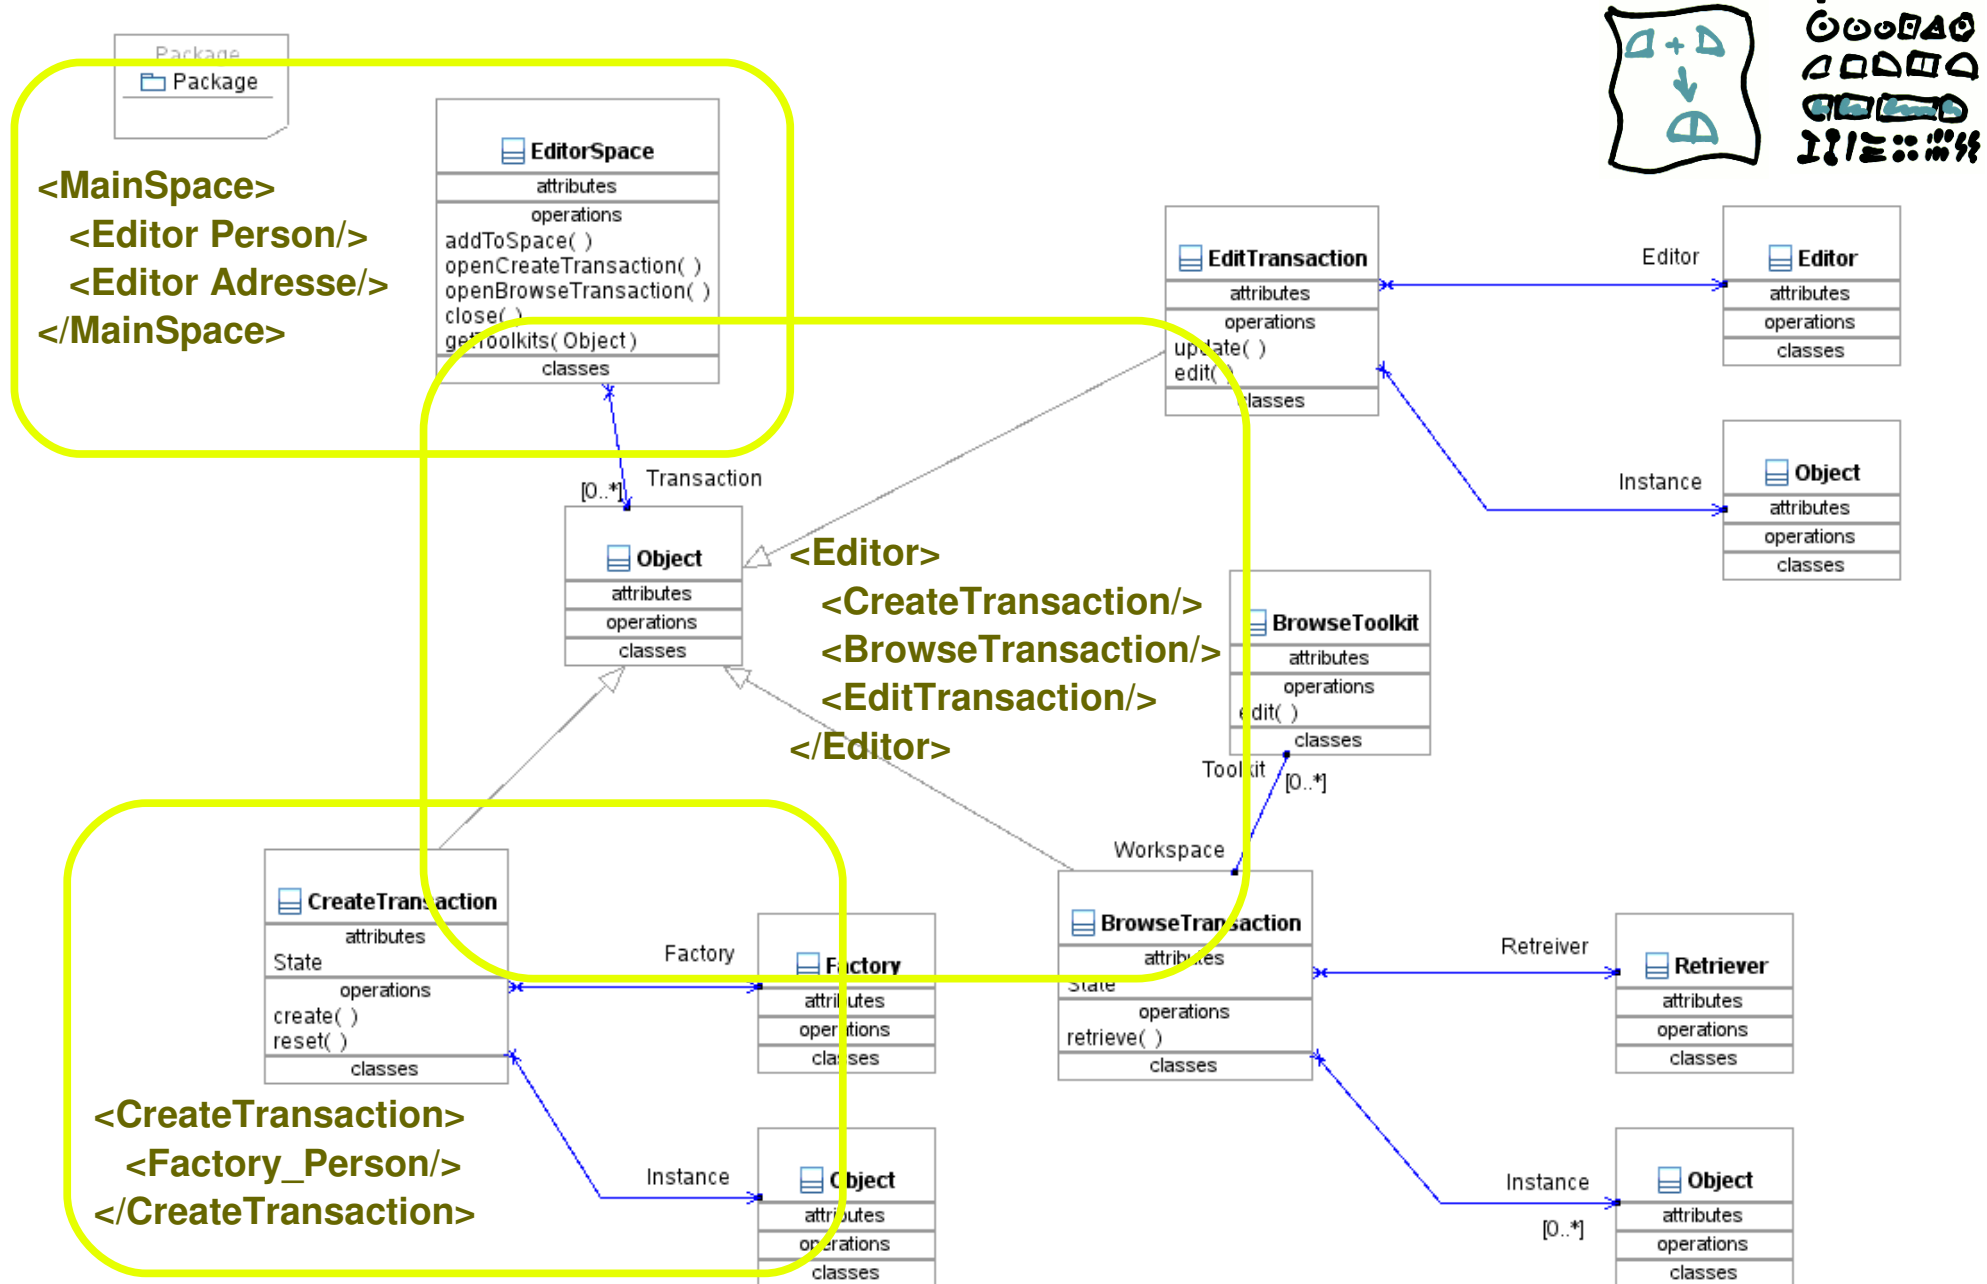 Package
Package
<MainSpace>
<Editor Person/>
<Editor Adresse/>
</MainSpace>
EditorSpace
attributes
operations
addToSpace( )
openCreateTransaction( )
openBrowseTransaction( )
close( )
getToolkits( Object )
classes
Transaction
[0..*]
Object
attributes
operations
classes
EditTransaction
attributes
operations
update( )
edit( )
classes
Editor
Editor
attributes
operations
classes
Instance
Object
attributes
operations
classes
<Editor>
<CreateTransaction/>
<BrowseTransaction/>
<EditTransaction/>
</Editor>
BrowseToolkit
attributes
operations
edit( )
classes
Toolkit
[0..*]
Workspace
CreateTransaction
attributes
State
operations
create( )
reset( )
classes
Factory
Factory
attributes
operations
classes
<CreateTransaction>
<Factory_Person/>
</CreateTransaction>
Instance
Object
attributes
operations
classes
BrowseTransaction
attributes
State
operations
retrieve( )
classes
Retreiver
Retriever
attributes
operations
classes
Instance
[0..*]
Object
attributes
operations
classes